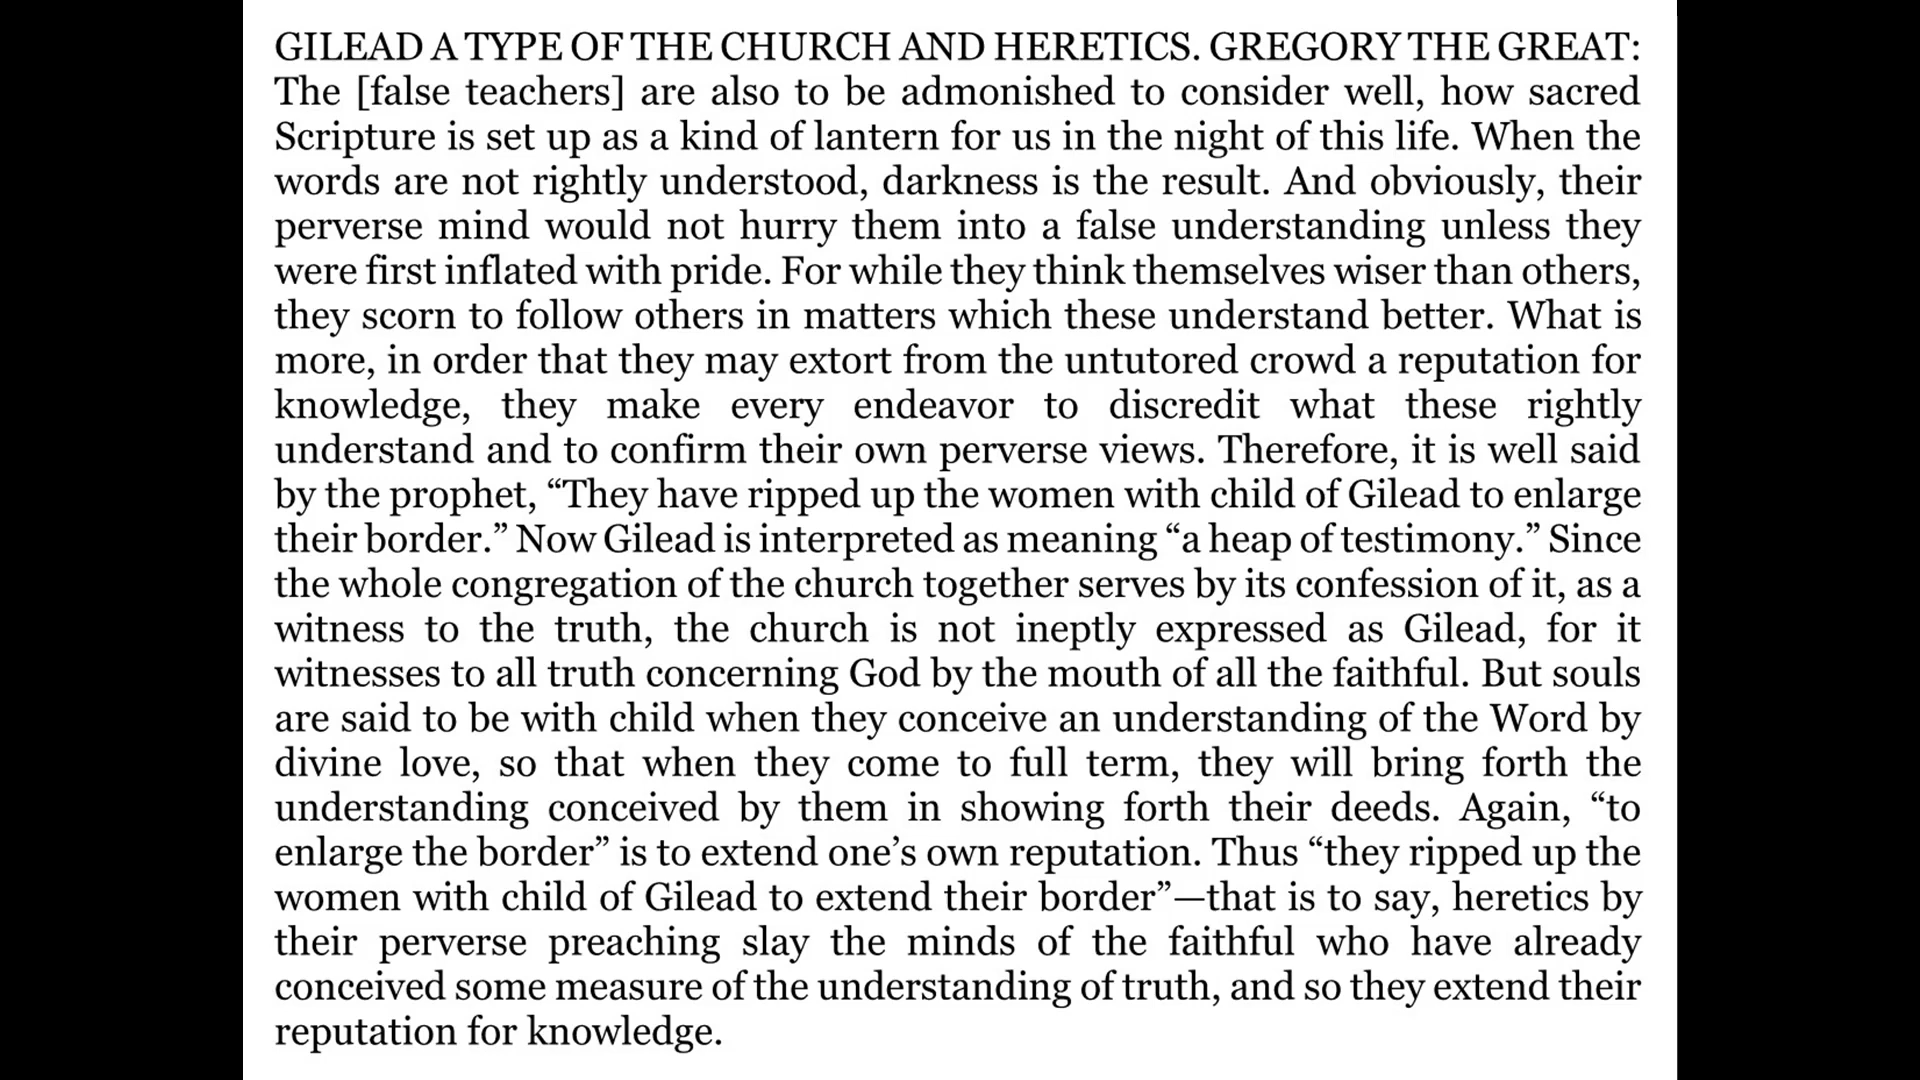 GILEAD A TYPE OF THE CHURCH AND HERETICS. GREGORY THE GREAT:
The [false teachers] are also to be admonished to consider well, how sacred
Scripture is set up as a kind of lantern for us in the night of this life. When the
words are not rightly understood, darkness is the result. And obviously, their
perverse mind would not hurry them into a false understanding unless they
were first inflated with pride. For while they think themselves wiser than others,
they scorn to follow others in matters which these understand better. What is
more, in order that they may extort from the untutored crowd a reputation for
knowledge, they make every endeavor to discredit what these rightly
understand and to confirm their own perverse views. Therefore, it is well said
by the prophet, “They have ripped up the women with child of Gilead to enlarge
their border.” Now Gilead is interpreted as meaning “a heap of testimony.” Since
the whole congregation of the church together serves by its confession of it, as a
witness to the truth, the church is not ineptly expressed as Gilead, for it
witnesses to all truth concerning God by the mouth of all the faithful. But souls
are said to be with child when they conceive an understanding of the Word by
divine love, so that when they come to full term, they will bring forth the
understanding conceived by them in showing forth their deeds. Again, “to
enlarge the border” is to extend one’s own reputation. Thus “they ripped up the
women with child of Gilead to extend their border”—that is to say, heretics by
their perverse preaching slay the minds of the faithful who have already
conceived some measure of the understanding of truth, and so they extend their
reputation for knowledge.